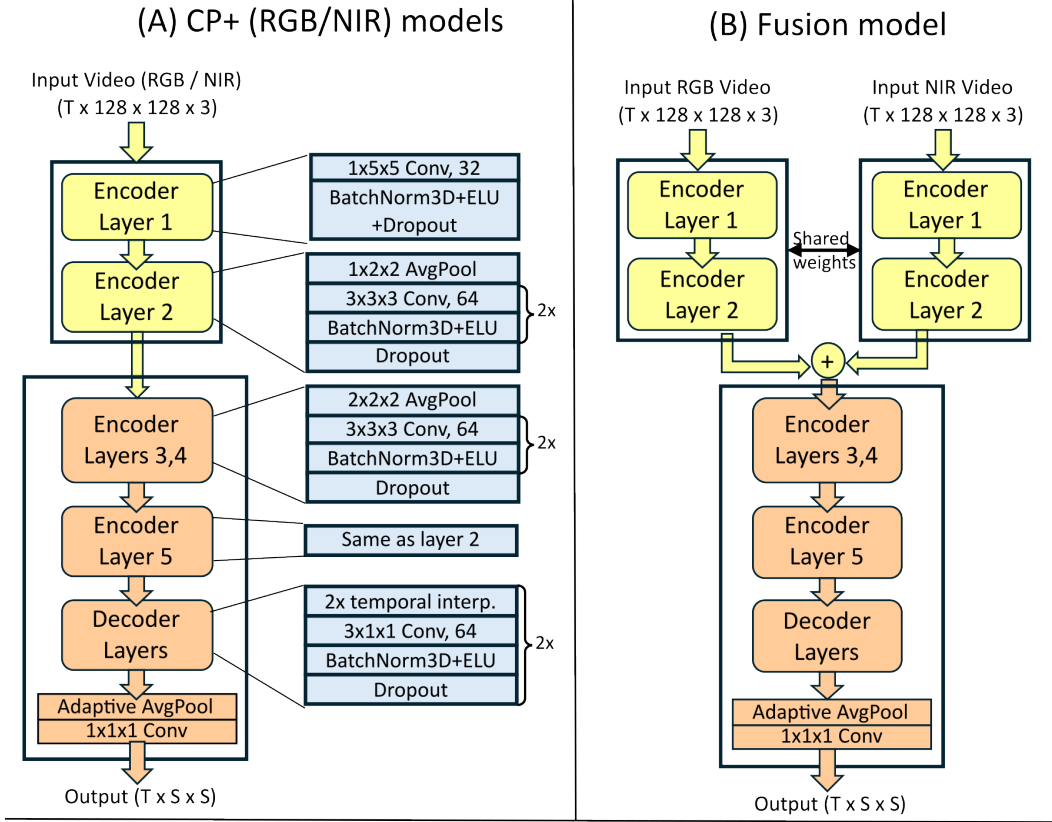 (A) CP+ (RGB/NIR) models
Input Video (RGB / NIR)
(T x 128 x 128 x 3)
Encoder
Layer 1
1x5x5 Conv, 32
BatchNorm3D+ELU
+Dropout
Encoder
Layer 2
1x2x2 AvgPool
3x3x3 Conv, 64
BatchNorm3D+ELU
Dropout
2x
Encoder
Layers 3,4
2x2x2 AvgPool
3x3x3 Conv, 64
BatchNorm3D+ELU
Dropout
2x
Encoder
Layer 5
Same as layer 2
Decoder
Layers
2x temporal interp.
3x1x1 Conv, 64
BatchNorm3D+ELU
Dropout
2x
Adaptive AvgPool
1x1x1 Conv
Output (T x S x S)
(B) Fusion model
Input RGB Video
(T x 128 x 128 x 3)
Input NIR Video
(T x 128 x 128 x 3)
Encoder
Layer 1
Encoder
Layer 2
Shared
weights
Encoder
Layer 1
Encoder
Layer 2
+
Encoder
Layers 3,4
Encoder
Layer 5
Decoder
Layers
Adaptive AvgPool
1x1x1 Conv
Output (T x S x S)